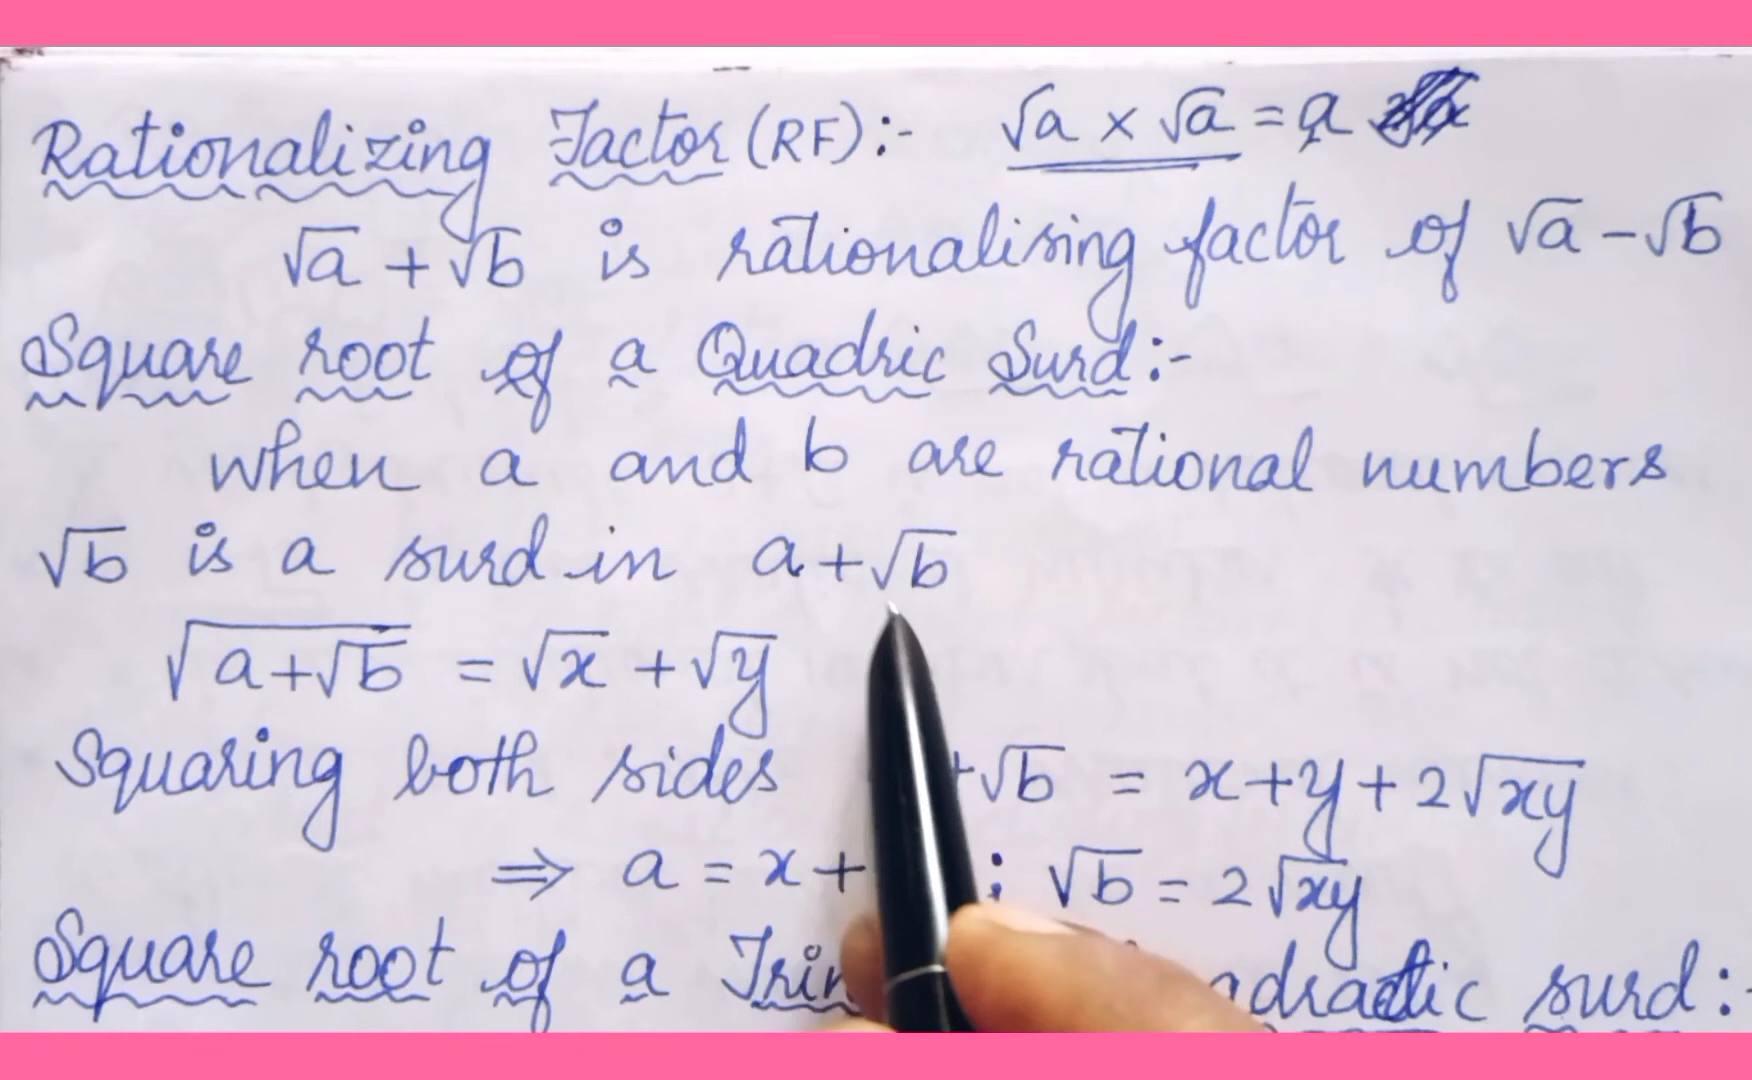 Rationalizing Factor (RF):- √a × √a = a
√a + √b is rationalising factor of √a - √b
Square root of a Quadric Surd:-
when a and b are rational numbers
√b is a surd in a + √b
√(a+√b) = √x + √y
Squaring both sides +√b = x+y+2√xy
⇒ a = x+ ; √b = 2√xy
Square root of a surd:-